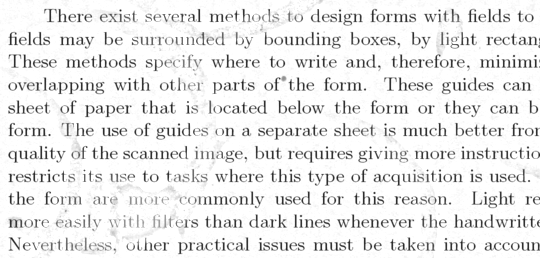 There exist several methods to design forms with fields to
fields may be surrounded by bounding boxes, by light rectan
These methods specify where to write and, therefore, minimi
overlapping with other parts of the form. These guides can
sheet of paper that is located below the form or they can b
form. The use of guides on a separate sheet is much better from
quality of the scanned image, but requires giving more instructio
restricts its use to tasks where this type of acquisition is used.
the form are more commonly used for this reason. Light re
more easily with filters than dark lines whenever the handwritte
Nevertheless, other practical issues must be taken into accoun